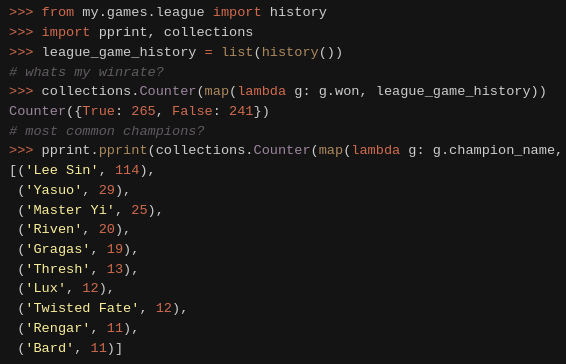 >>> from my.games.league import history
>>> import pprint, collections
>>> league_game_history = list(history())
# whats my winrate?
>>> collections.Counter(map(lambda g: g.won, league_game_history))
Counter({True: 265, False: 241})
# most common champions?
>>> pprint.pprint(collections.Counter(map(lambda g: g.champion_name,
[('Lee Sin', 114),
 ('Yasuo', 29),
 ('Master Yi', 25),
 ('Riven', 20),
 ('Gragas', 19),
 ('Thresh', 13),
 ('Lux', 12),
 ('Twisted Fate', 12),
 ('Rengar', 11),
 ('Bard', 11)]